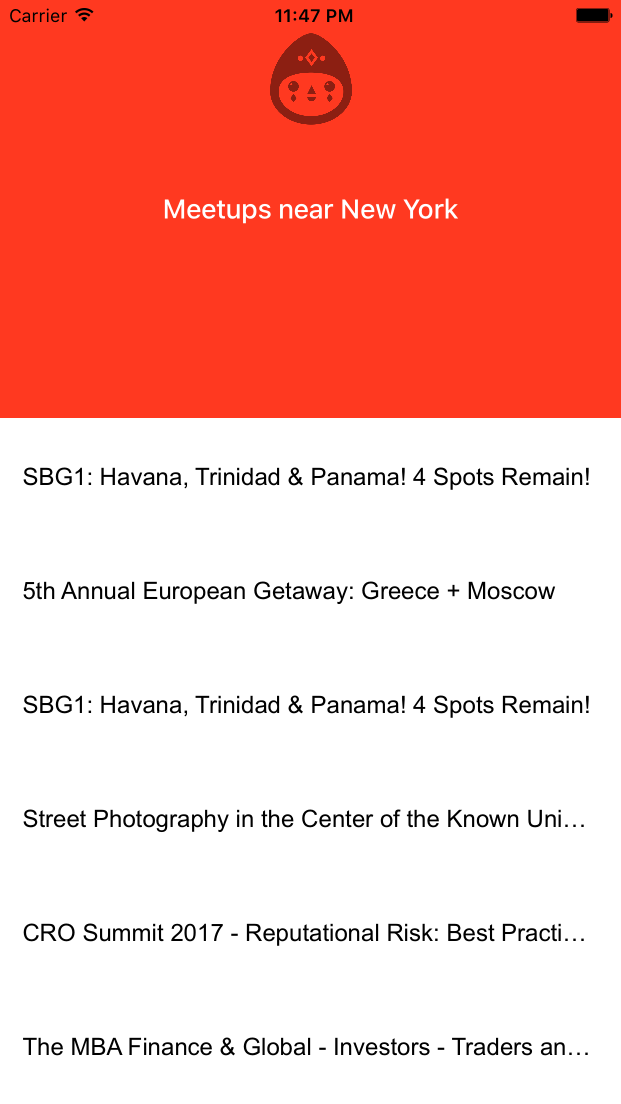 Carrier 11:47 PM
Meetups near New York
SBG1: Havana, Trinidad & Panama! 4 Spots Remain!
5th Annual European Getaway: Greece + Moscow
SBG1: Havana, Trinidad & Panama! 4 Spots Remain!
Street Photography in the Center of the Known Uni…
CRO Summit 2017 - Reputational Risk: Best Practi…
The MBA Finance & Global - Investors - Traders an…